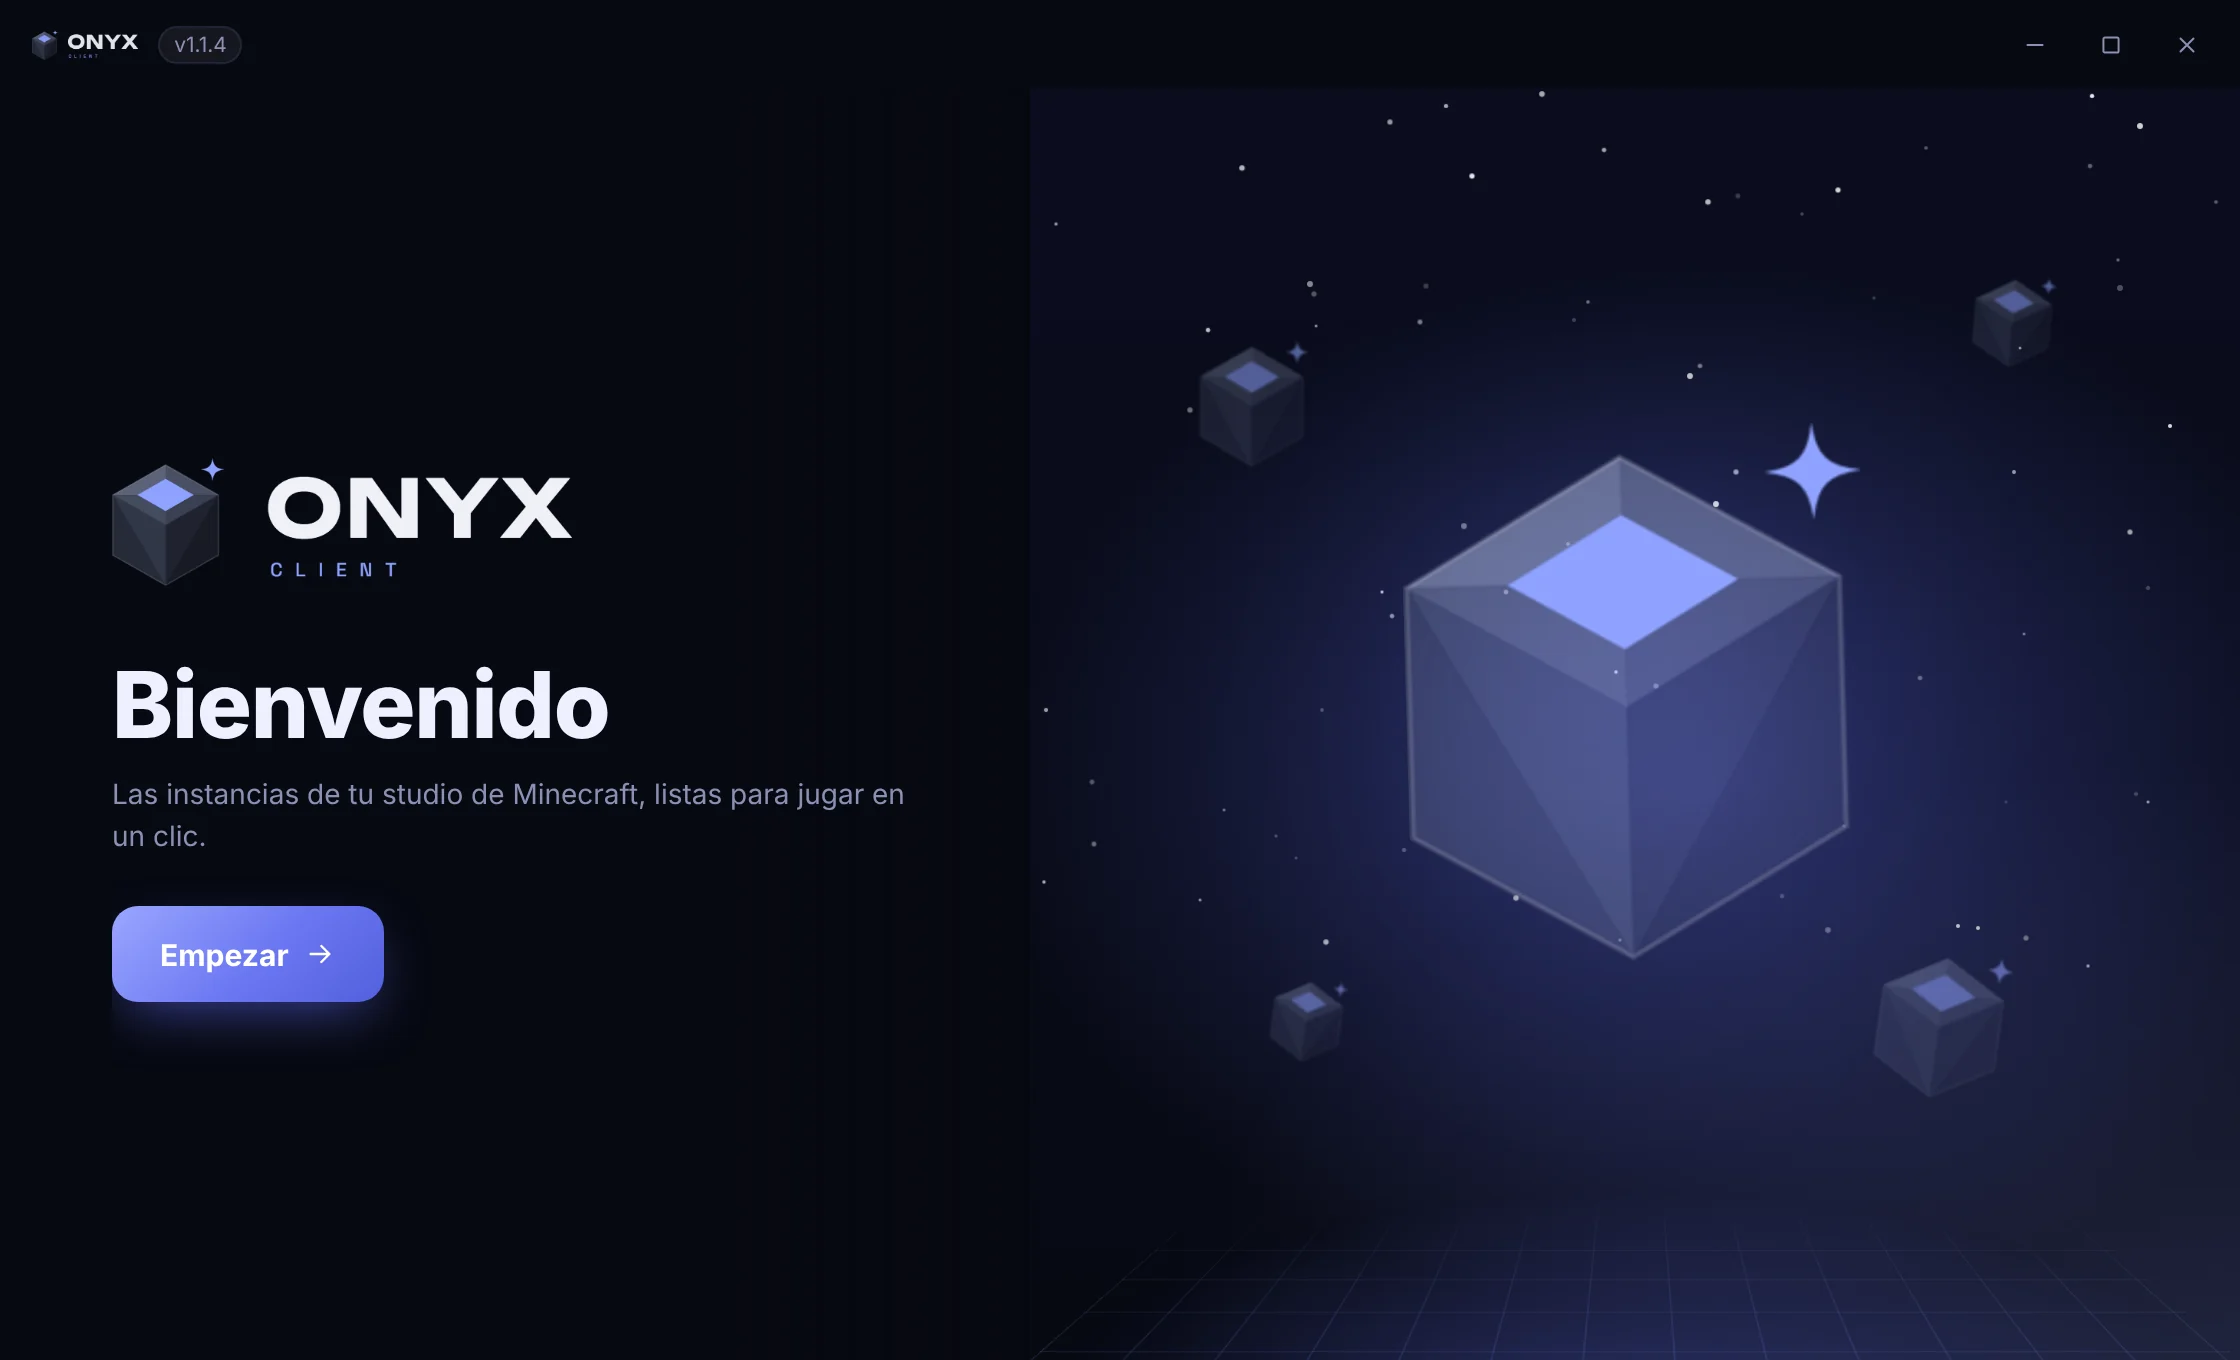 ONYX
CLIENT
v1.1.4
ONYX
CLIENT
Bienvenido
Las instancias de tu studio de Minecraft, listas para jugar en
un clic.
Empezar →